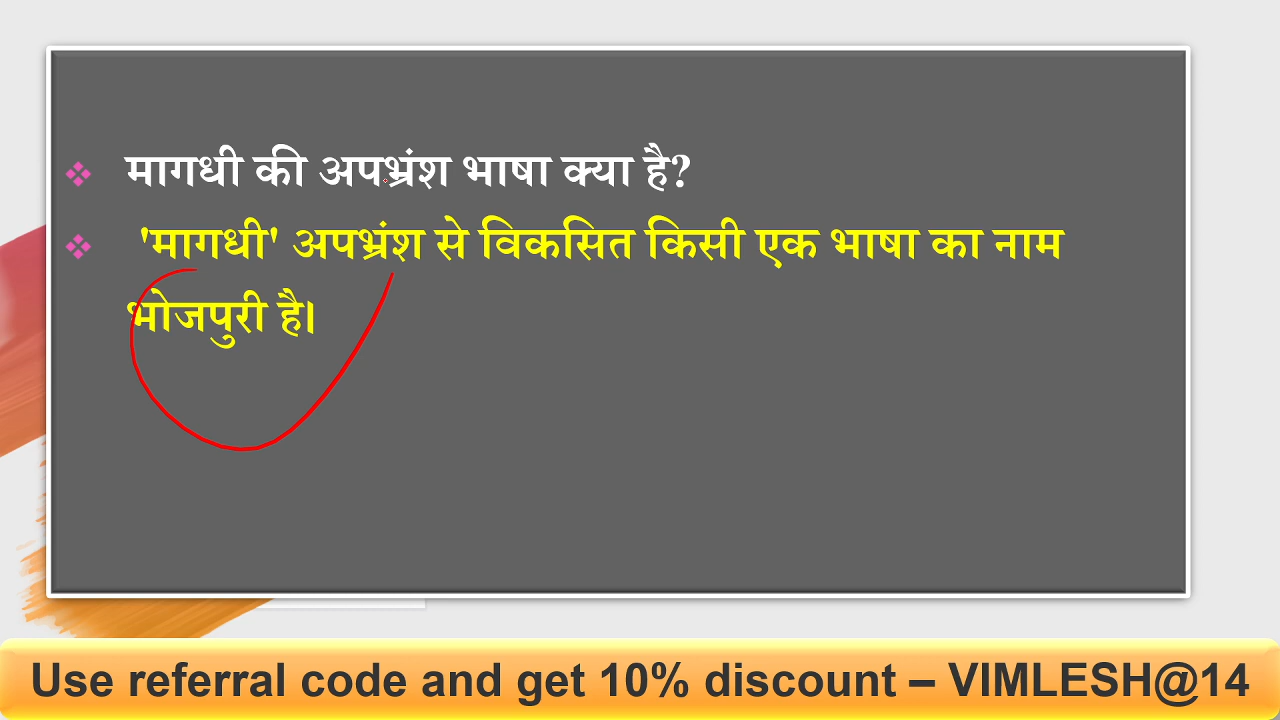 मागधी की अपभ्रंश भाषा क्या है?
'मागधी' अपभ्रंश से विकसित किसी एक भाषा का नाम
भोजपुरी है।
Use referral code and get 10% discount – VIMLESH@14